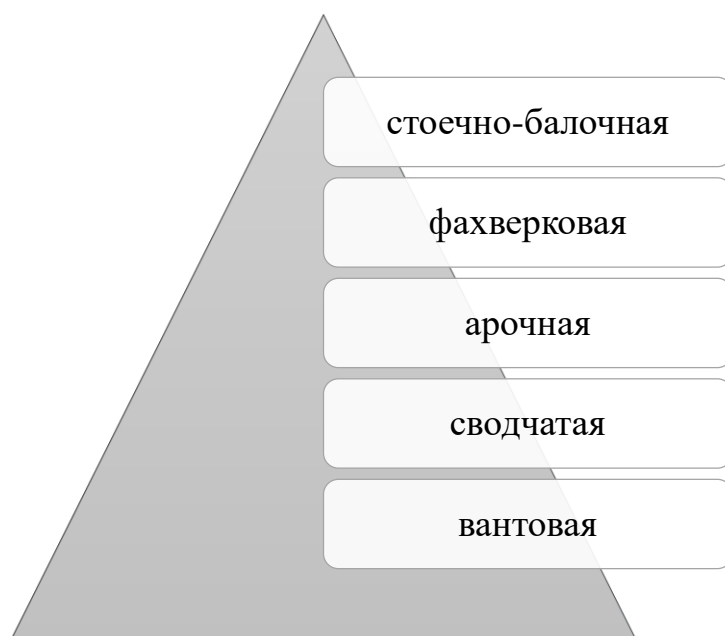 стоечно-балочная
фахверковая
арочная
сводчатая
вантовая